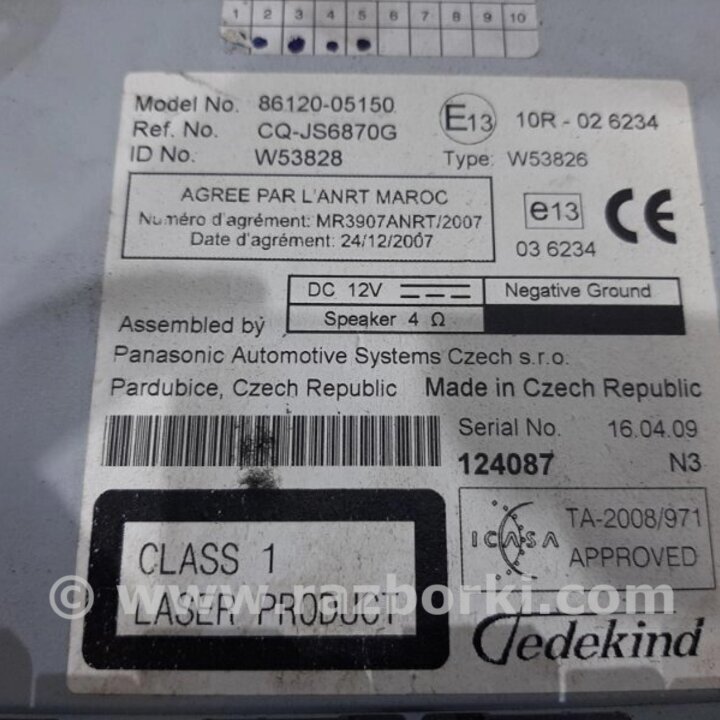 1 2 3 4 5 6 7 8 9 10
Model No. 86120-05150
Ref. No. CQ-JS6870G
ID No. W53828
E13 10R - 02 6234
Type: W53826
AGREE PAR L'ANRT MAROC
Numéro d'agrément: MR3907ANRT/2007
Date d'agrément: 24/12/2007
e13 CE
03 6234
DC 12V Negative Ground
Speaker 4 Ω
Assembled by
Panasonic Automotive Systems Czech s.r.o.
Pardubice, Czech Republic Made in Czech Republic
Serial No. 16.04.09
124087 N3
ICASA TA-2008/971
APPROVED
CLASS 1
LASER PRODUCT
© www.razborki.com
Tedekind